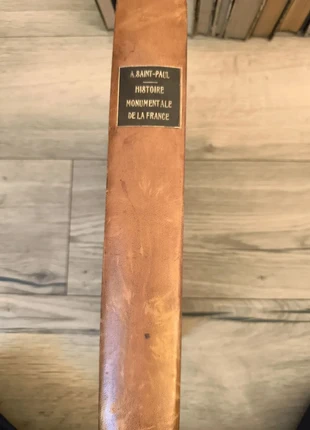 A. SAINT-PAUL
HISTOIRE
MONUMENTALE
DE LA FRANCE